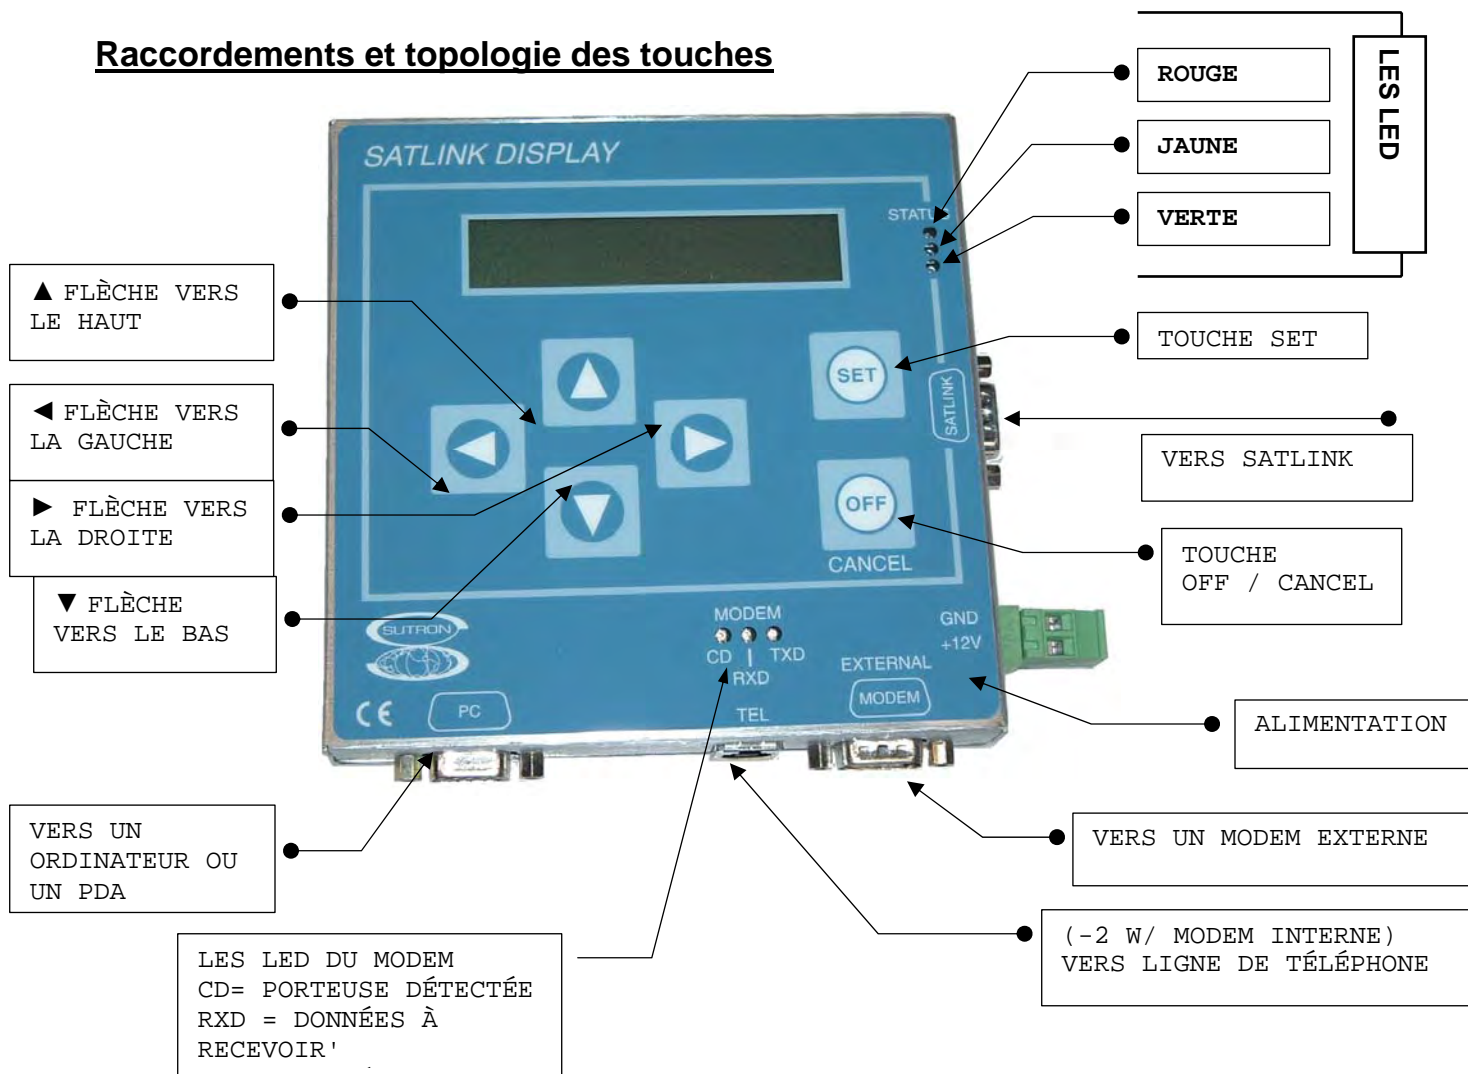 Raccordements et topologie des touches
LES LED
ROUGE
JAUNE
VERTE
SATLINK DISPLAY
STATUS
▲ FLÈCHE VERS
LE HAUT
◄ FLÈCHE VERS
LA GAUCHE
► FLÈCHE VERS
LA DROITE
▼ FLÈCHE
VERS LE BAS
SET
TOUCHE SET
SATLINK
VERS SATLINK
OFF
CANCEL
TOUCHE
OFF / CANCEL
SUTRON
MODEM
CD | TXD
RXD
GND
+12V
EXTERNAL
MODEM
CE
PC
TEL
ALIMENTATION
VERS UN
ORDINATEUR OU
UN PDA
VERS UN MODEM EXTERNE
(-2 W/ MODEM INTERNE)
VERS LIGNE DE TÉLÉPHONE
LES LED DU MODEM
CD= PORTEUSE DÉTECTÉE
RXD = DONNÉES À
RECEVOIR'